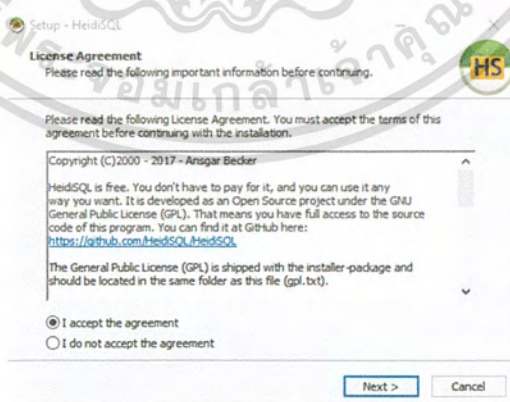 Setup - HeidiSQL
License Agreement
Please read the following important information before continuing.
HS
Please read the following License Agreement. You must accept the terms of this
agreement before continuing with the installation.
Copyright (C)2000 - 2017 - Ansgar Becker
HeidiSQL is free. You don't have to pay for it, and you can use it any
way you want. It is developed as an Open Source project under the GNU
General Public License (GPL). That means you have full access to the source
code of this program. You can find it at GitHub here:
https://github.com/HeidiSQL/HeidiSQL
The General Public License (GPL) is shipped with the installer-package and
should be located in the same folder as this file (gpl.txt).
I accept the agreement
I do not accept the agreement
Next >
Cancel